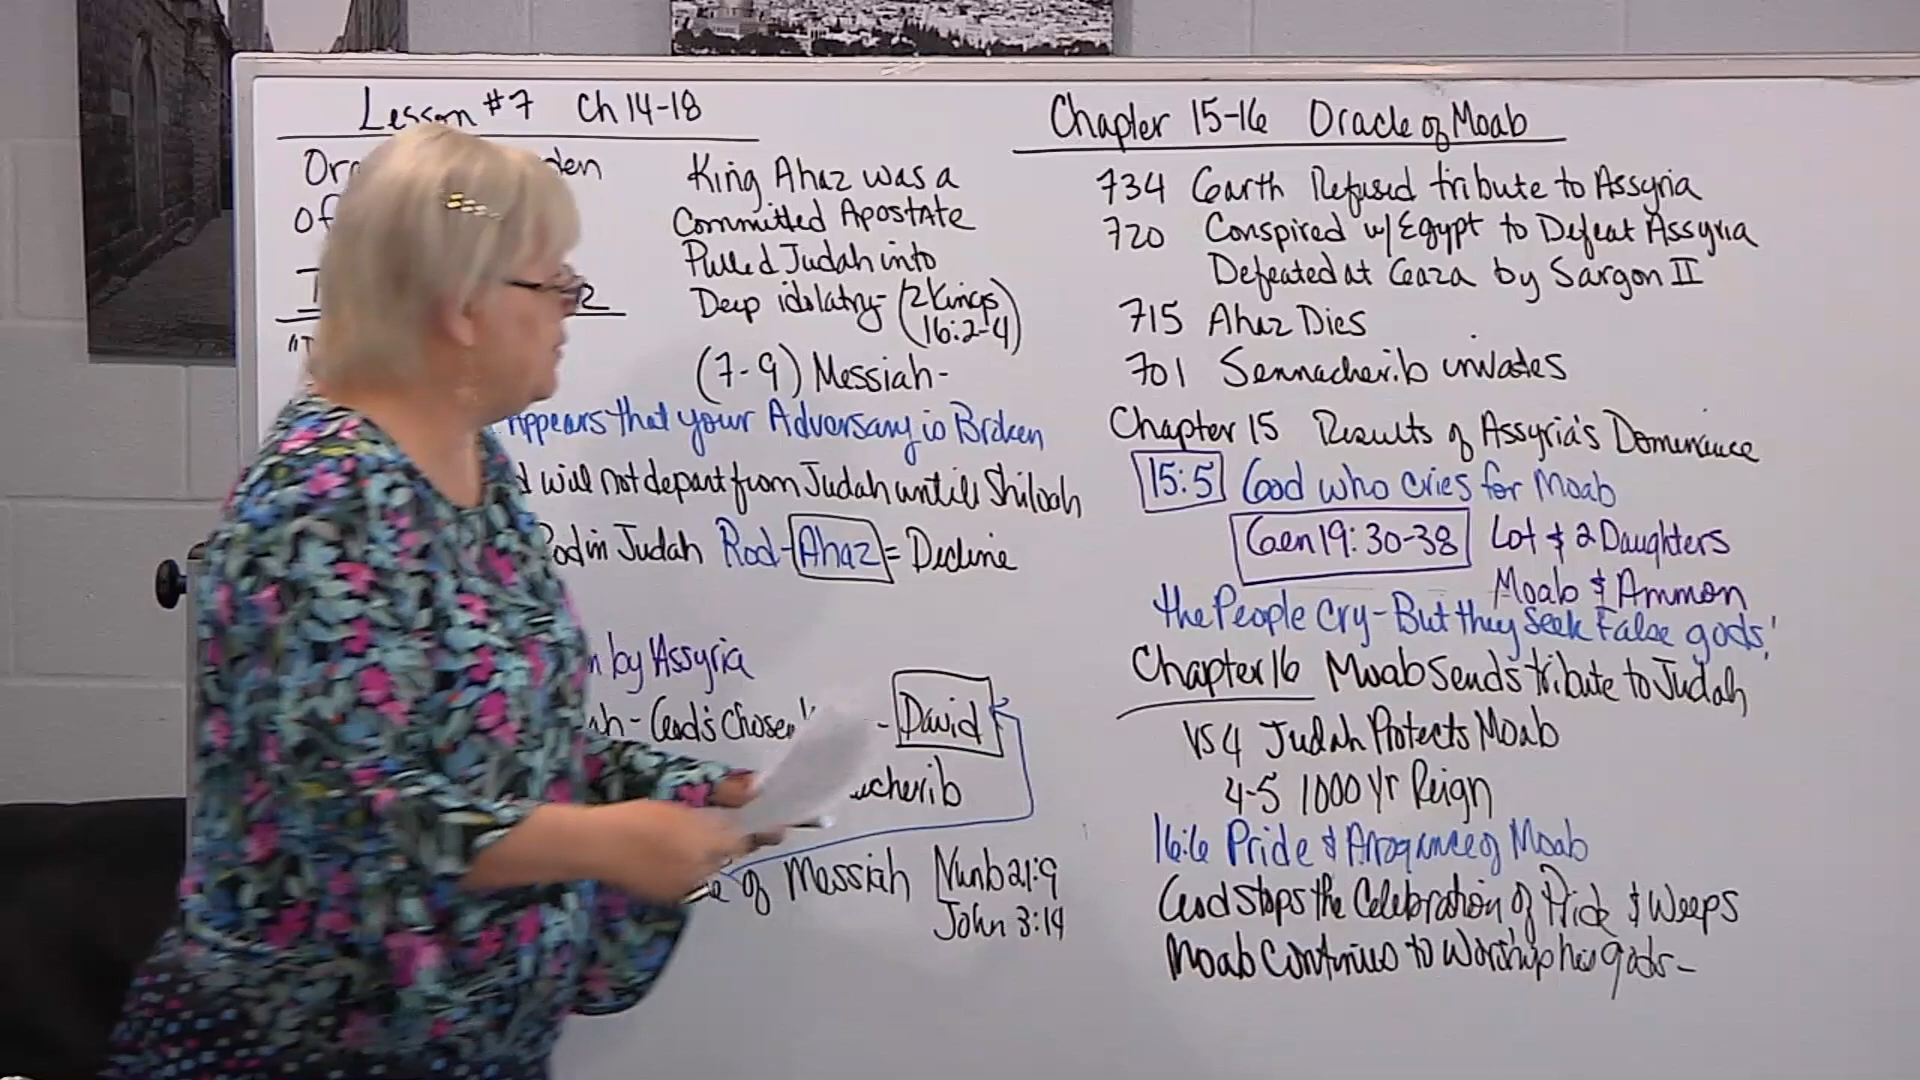 Lesson #7 Ch 14-18
King Ahaz was a
Committed Apostate
Pulled Judah into
Deep idolatry - (2 Kings
16:2-4)
(7-9) Messiah-
Appears that your Adversary is Broken
will not depart from Judah until Shiloah
in Judah Rod - Ahaz = Decline
by Assyria
God's - David
of Messiah Numb 21:9
John 3:14
Chapter 15-16 Oracle of Moab
734 Garth Refused tribute to Assyria
720 Conspired w/ Egypt to Defeat Assyria
Defeated at Gaza by Sargon II
715 Ahaz Dies
701 Sennacherib invades
Chapter 15 Results of Assyria's Dominance
15:5 God who cries for Moab
Gen 19:30-38 Lot & 2 Daughters
Moab & Ammon
the People Cry - But they Seek False gods!
Chapter 16 Moab Sends tribute to Judah
vs 4 Judah Protects Moab
4-5 1000 yr Reign
16:6 Pride & Arrogance of Moab
God stops the Celebration of Pride & Weeps
Moab Continues to Worship his gods-